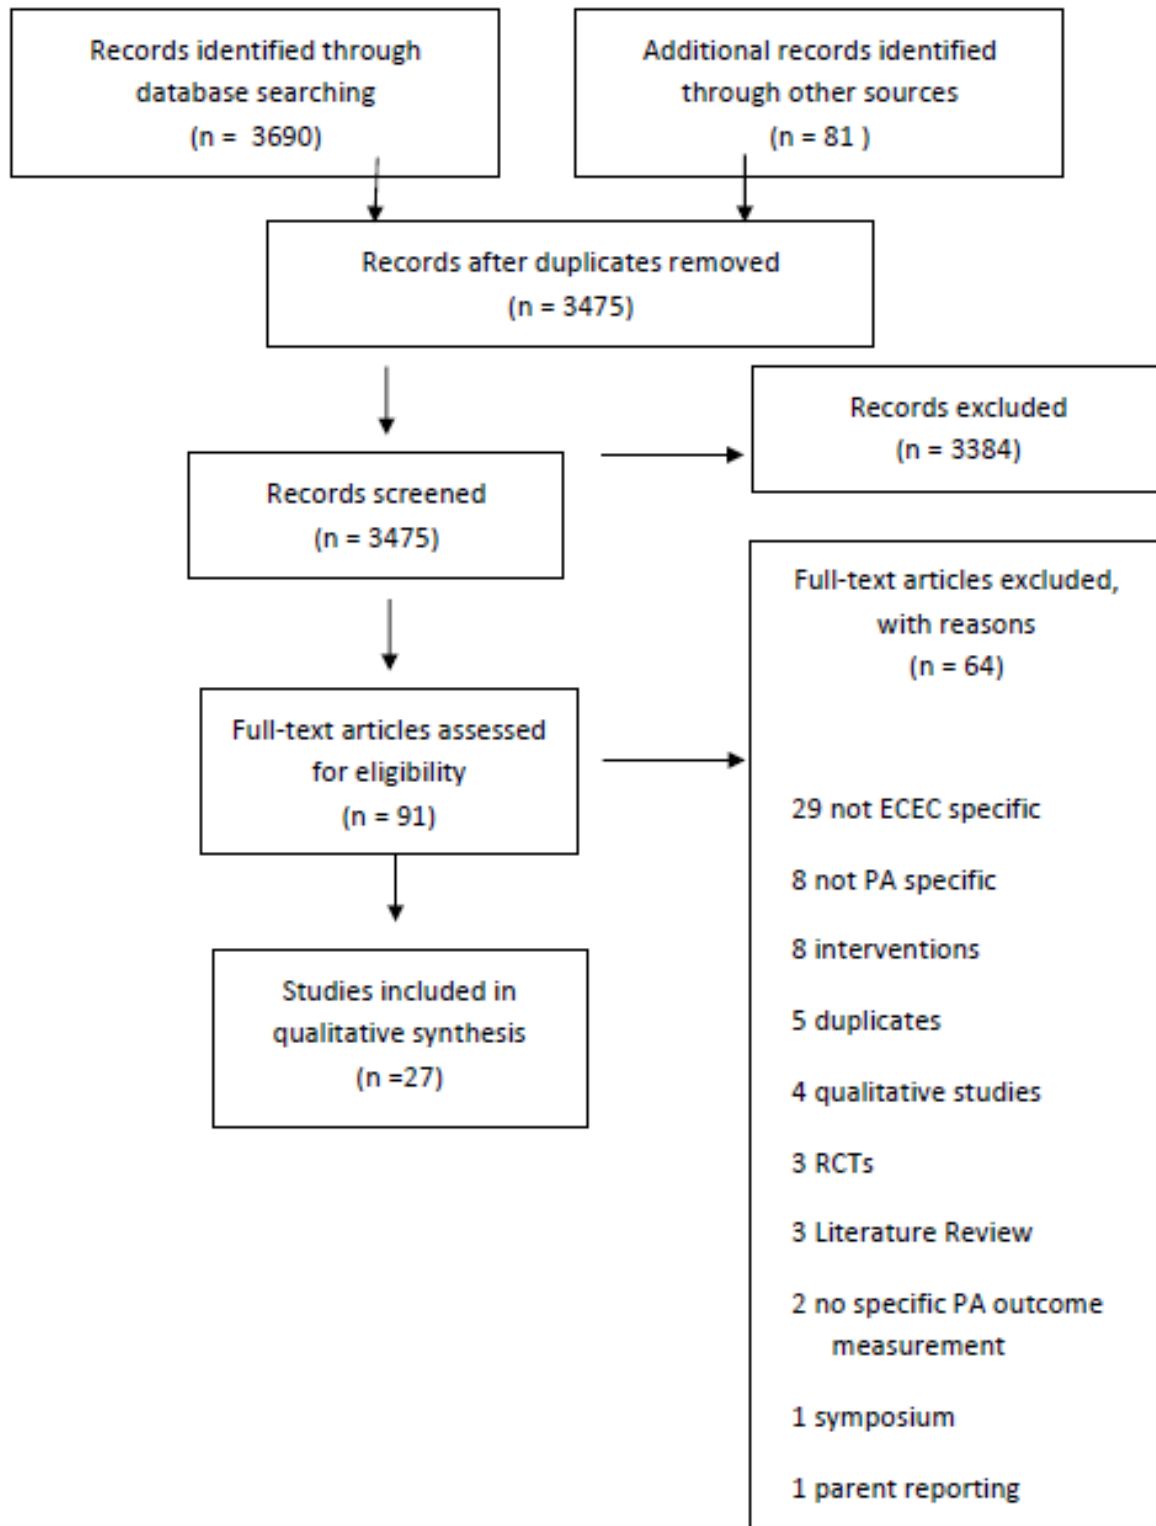 Records identified through
database searching
(n =  3690)
Additional records identified
through other sources
(n = 81 )
Records after duplicates removed
(n = 3475)
Records excluded
(n = 3384)
Records screened
(n = 3475)
Full-text articles excluded,
with reasons
(n = 64)
29 not ECEC specific
8 not PA specific
8 interventions
5 duplicates
4 qualitative studies
3 RCTs
3 Literature Review
2 no specific PA outcome
measurement
1 symposium
1 parent reporting
Full-text articles assessed
for eligibility
(n = 91)
Studies included in
qualitative synthesis
(n =27)